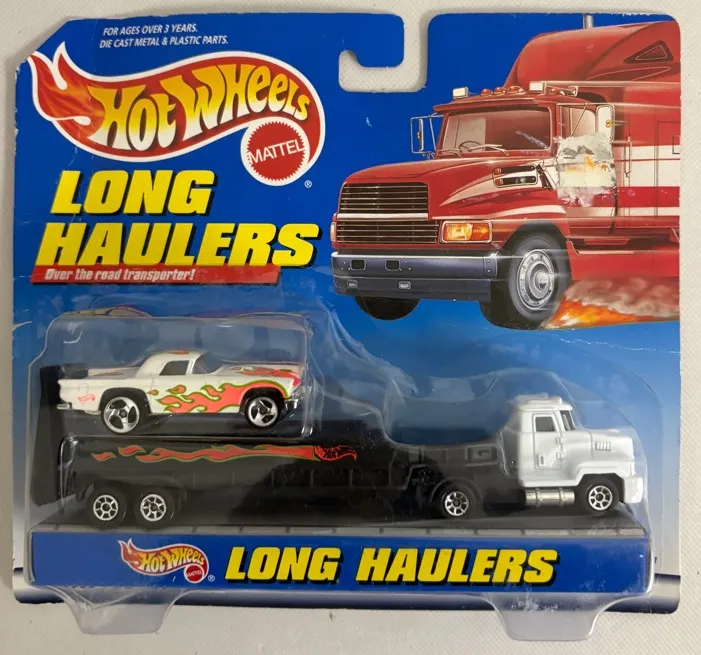 FOR AGES OVER 3 YEARS.
DIE CAST METAL & PLASTIC PARTS.
HOT WHEELS
MATTEL
®
LONG
HAULERS
Over the road transporter!
HOT WHEELS
MATTEL
®
LONG HAULERS